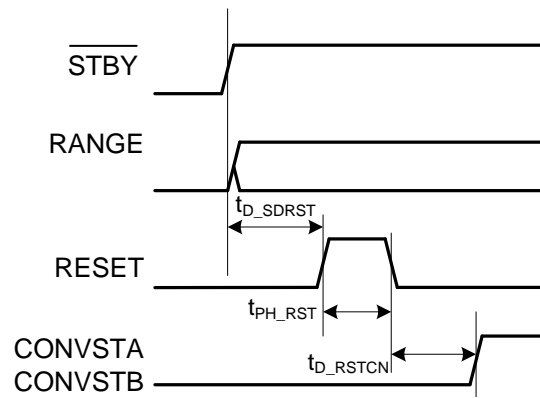 STBY
RANGE
tD_SDRST
RESET
tPH_RST
tD_RSTCN
CONVSTA
CONVSTB